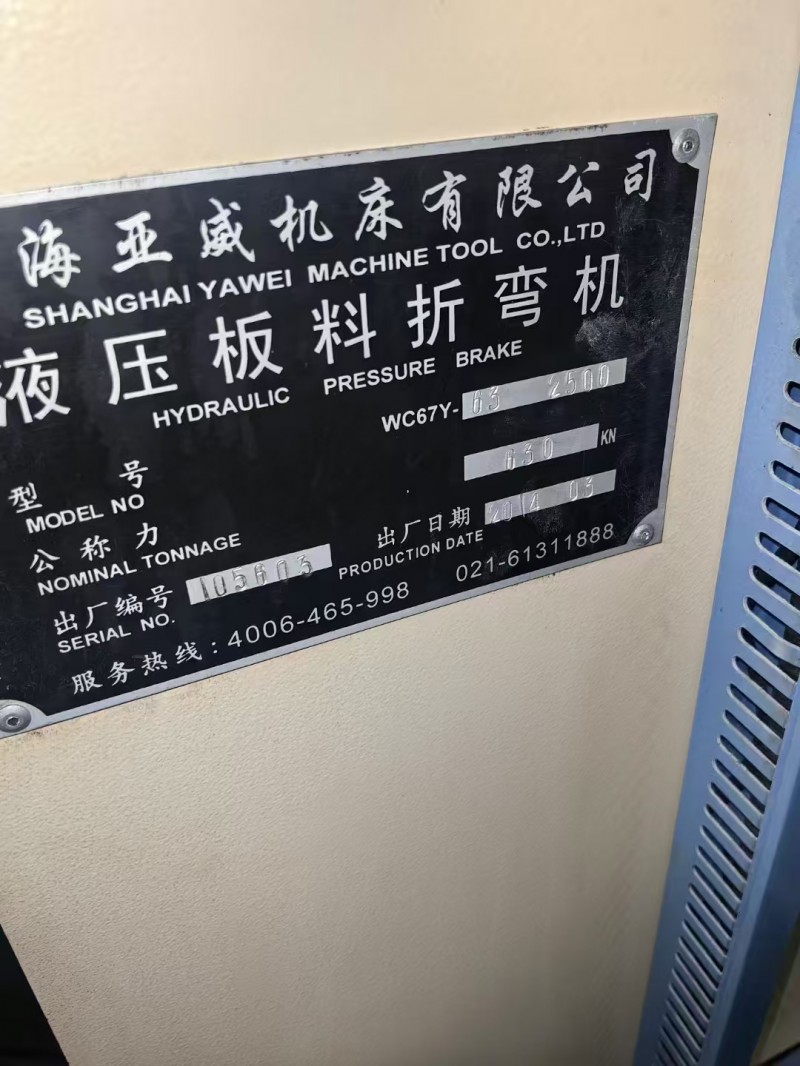 海亚威机床有限公司
SHANGHAI YAWEI MACHINE TOOL CO.,LTD
液压板料折弯机
HYDRAULIC PRESSURE BRAKE
型号 WC67Y-63 2500
MODEL NO
公称力 630 KN
NOMINAL TONNAGE
出厂编号 105603 出厂日期 2014 03
SERIAL NO. PRODUCTION DATE
服务热线:4006-465-998 021-61311888